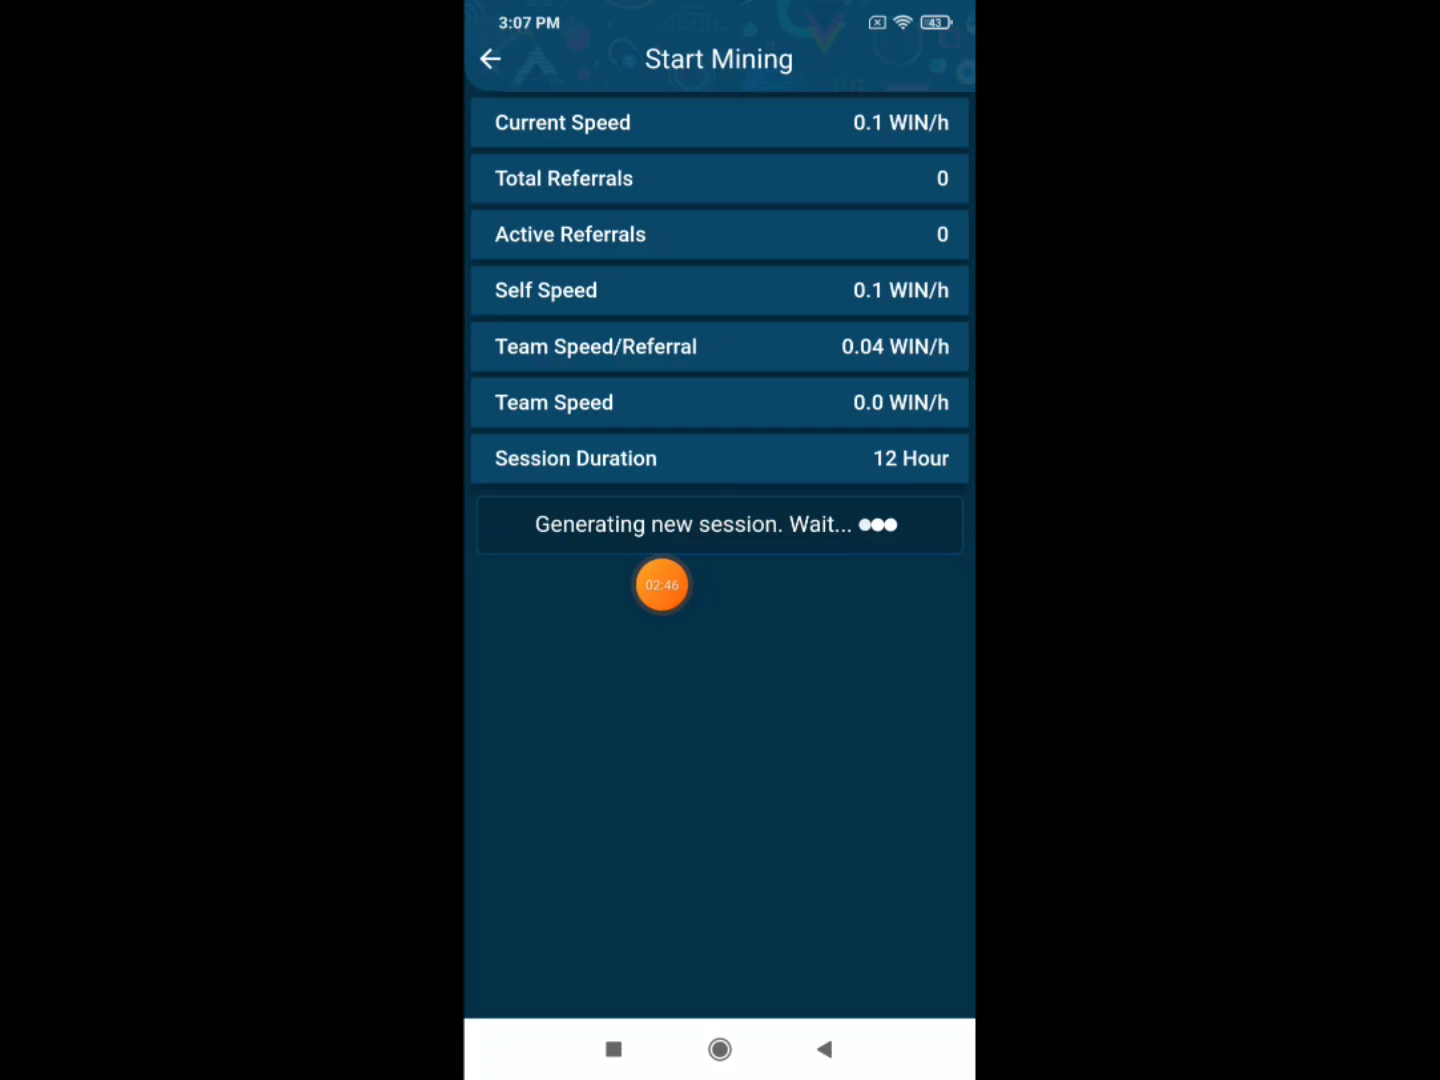 3:07 PM 43
Start Mining
Current Speed 0.1 WIN/h
Total Referrals 0
Active Referrals 0
Self Speed 0.1 WIN/h
Team Speed/Referral 0.04 WIN/h
Team Speed 0.0 WIN/h
Session Duration 12 Hour
Generating new session. Wait...
02:46